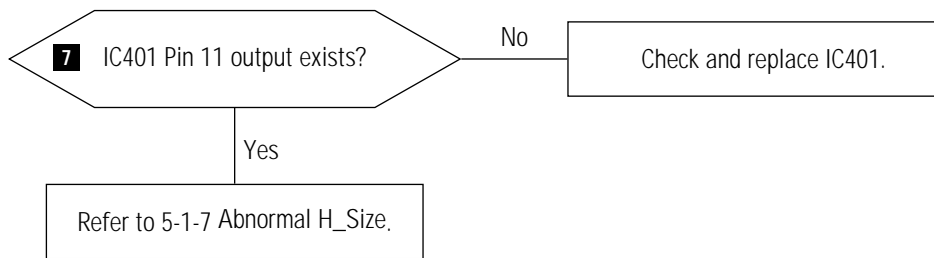 7 IC401 Pin 11 output exists?
No
Check and replace IC401.
Yes
Refer to 5-1-7 Abnormal H_Size.